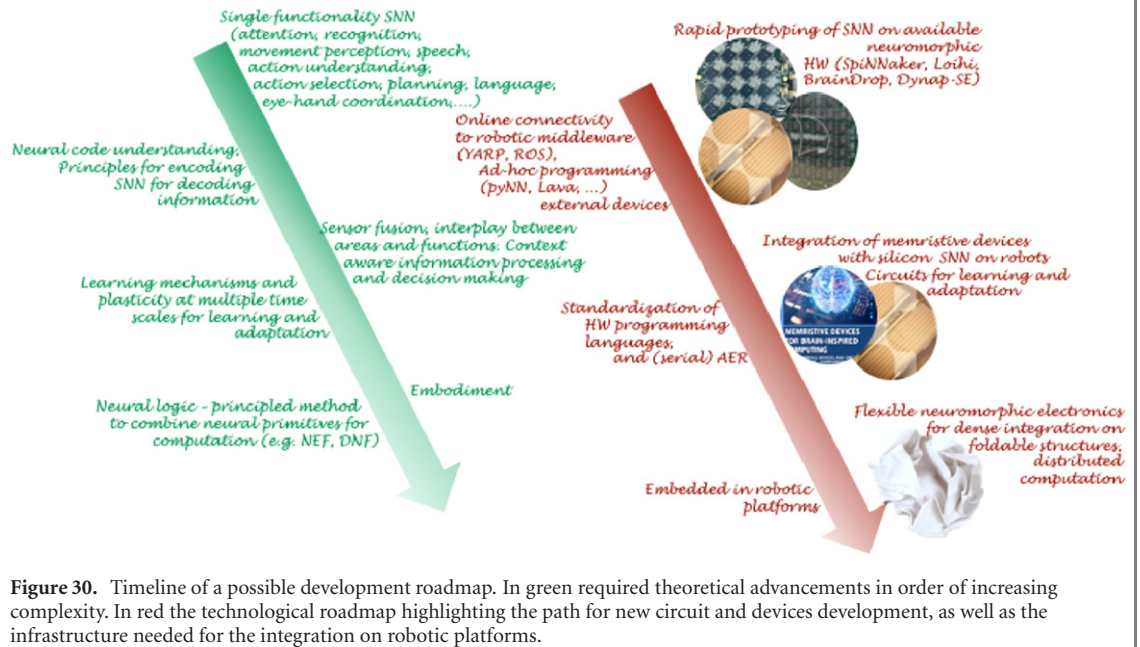 Single functionality SNN
(attention, recognition,
movement perception, speech,
action understanding,
action selection, planning, language,
eye-hand coordination,....)
Neural code understanding,
Principles for encoding
SNN for decoding
information
Sensor fusion, interplay between
areas and functions. Context
aware information processing
and decision making
Learning mechanisms and
plasticity at multiple time
scales for learning and
adaptation
Embodiment
Neural logic - principled method
to combine neural primitives for
computation (e.g. NEF, DNF)
Rapid prototyping of SNN on available
neuromorphic
HW (SpiNNaker, Loihi,
BrainDrop, Dynap-SE)
Online connectivity
to robotic middleware
(YARP, ROS),
Ad-hoc programming
(pyNN, Lava, ...)
external devices
Integration of memristive devices
with silicon SNN on robots
Circuits for learning and
adaptation
MEMRISTIVE DEVICES
FOR BRAIN-INSPIRED
COMPUTING
Standardization of
HW programming
languages,
and (serial) AER
Flexible neuromorphic electronics
for dense integration on
foldable structures,
distributed
computation
Embedded in robotic
platforms
Figure 30. Timeline of a possible development roadmap. In green required theoretical advancements in order of increasing
complexity. In red the technological roadmap highlighting the path for new circuit and devices development, as well as the
infrastructure needed for the integration on robotic platforms.